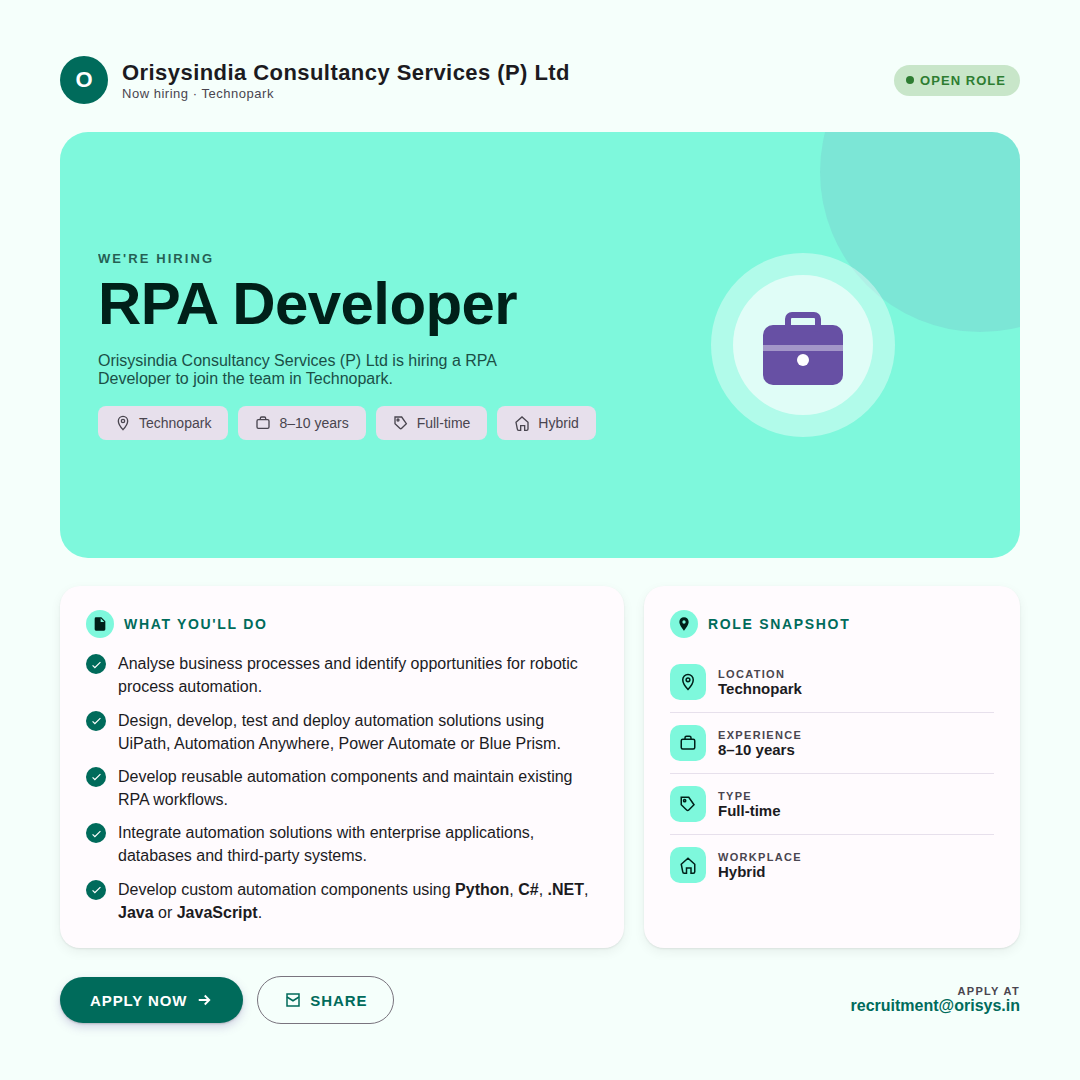 O
Orisysindia Consultancy Services (P) Ltd
Now hiring · Technopark
OPEN ROLE
WE'RE HIRING
RPA Developer
Orisysindia Consultancy Services (P) Ltd is hiring a RPA
Developer to join the team in Technopark.
Technopark
8–10 years
Full-time
Hybrid
WHAT YOU'LL DO
Analyse business processes and identify opportunities for robotic
process automation.
Design, develop, test and deploy automation solutions using
UiPath, Automation Anywhere, Power Automate or Blue Prism.
Develop reusable automation components and maintain existing
RPA workflows.
Integrate automation solutions with enterprise applications,
databases and third-party systems.
Develop custom automation components using Python, C#, .NET,
Java or JavaScript.
ROLE SNAPSHOT
LOCATION
Technopark
EXPERIENCE
8–10 years
TYPE
Full-time
WORKPLACE
Hybrid
APPLY NOW
SHARE
APPLY AT
recruitment@orisys.in